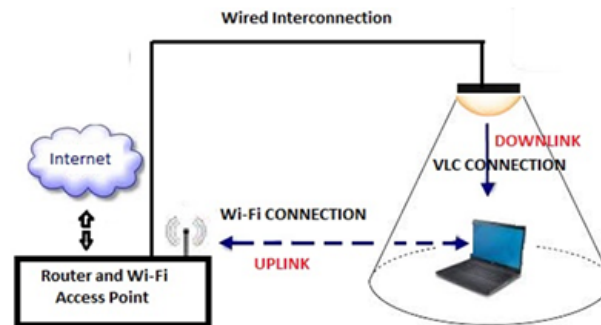 Wired Interconnection
Internet
DOWNLINK
VLC CONNECTION
Wi-Fi CONNECTION
UPLINK
Router and Wi-Fi
Access Point